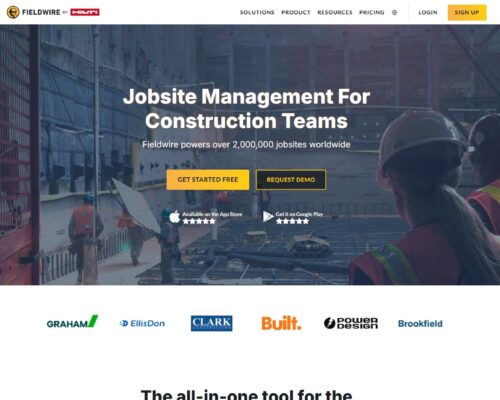 FIELDWIRE BY HILTI
SOLUTIONS PRODUCT RESOURCES PRICING LOGIN SIGN UP
Jobsite Management For
Construction Teams
Fieldwire powers over 2,000,000 jobsites worldwide
GET STARTED FREE REQUEST DEMO
Available on the App Store Get it on Google Play
GRAHAM EllisDon CLARK Built. POWER DESIGN Brookfield
The all-in-one tool for the